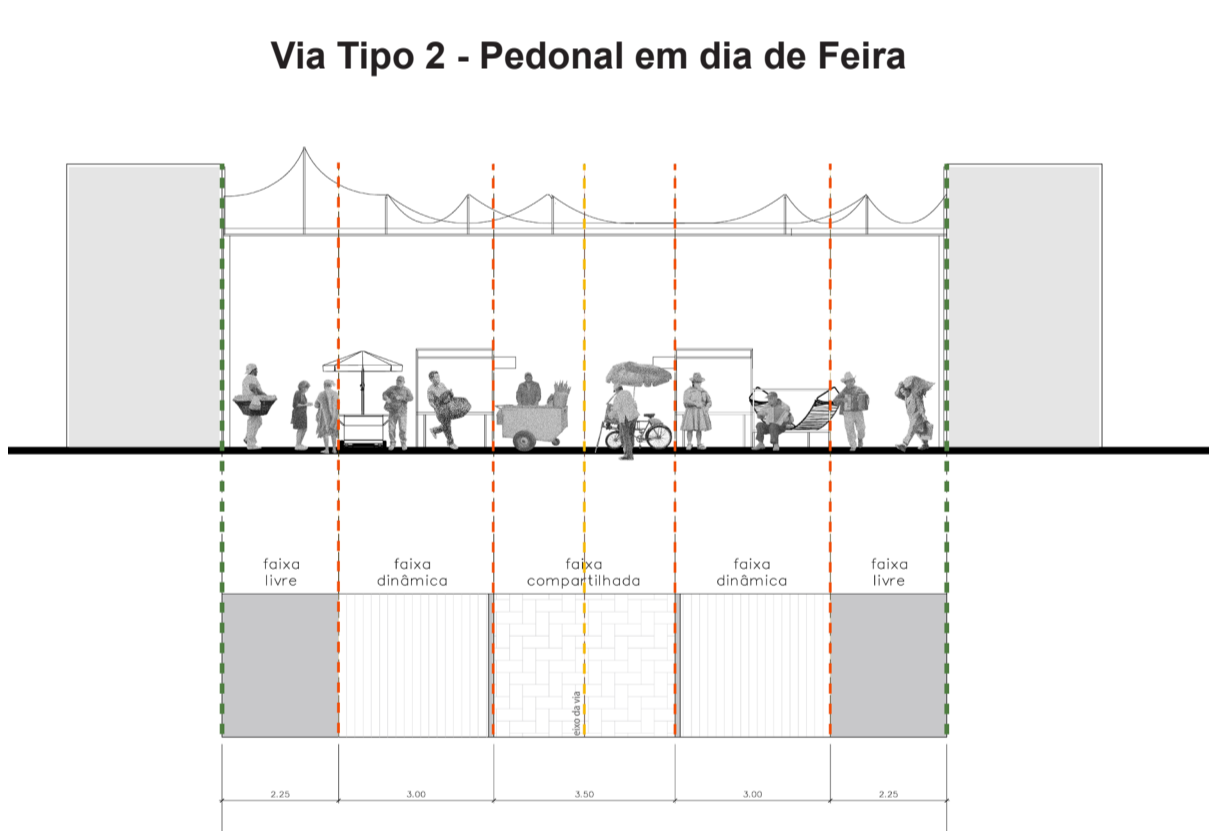 Via Tipo 2 - Pedonal em dia de Feira
faixa
livre
faixa
dinâmica
faixa
compartilhada
faixa
dinâmica
faixa
livre
eixo da via
2.25
3.00
3.50
3.00
2.25